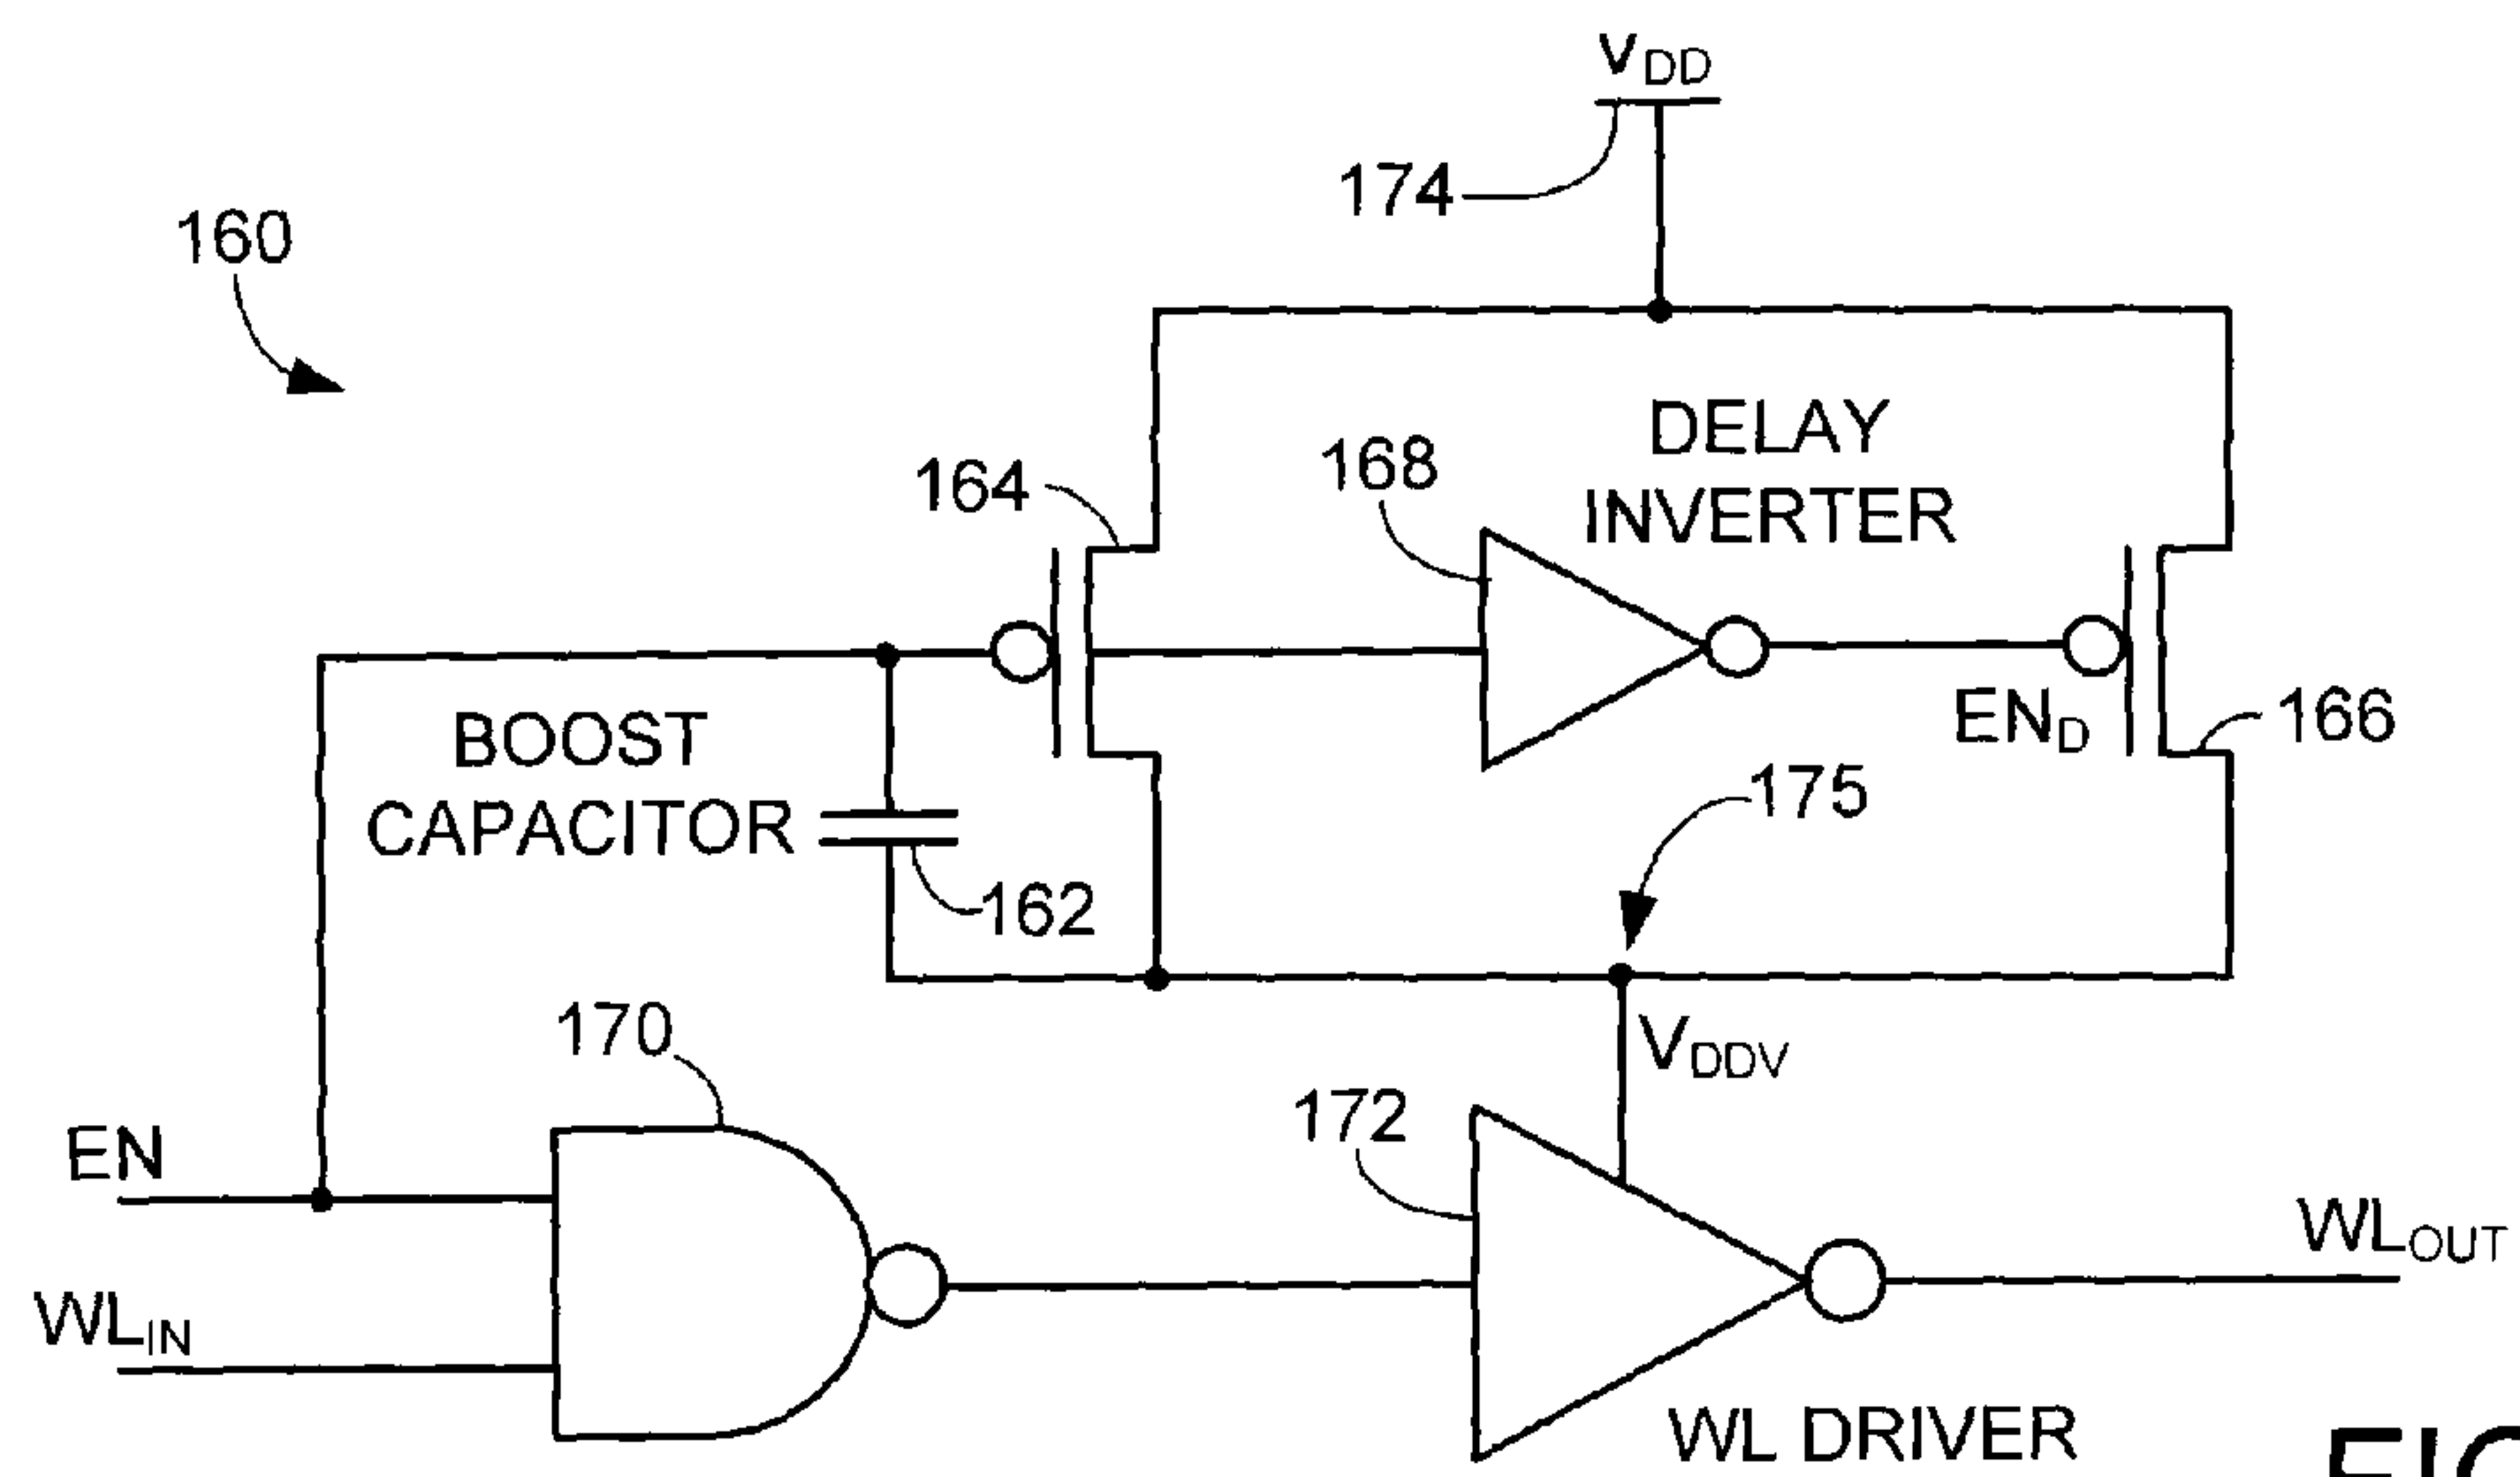 vDD
174
160
DELAY
INVERTER
168
164
BOOST
CAPACITOR
END
166
175
162
VDDV
170
172
EN
WLIN
WLOUT
WL DRIVER